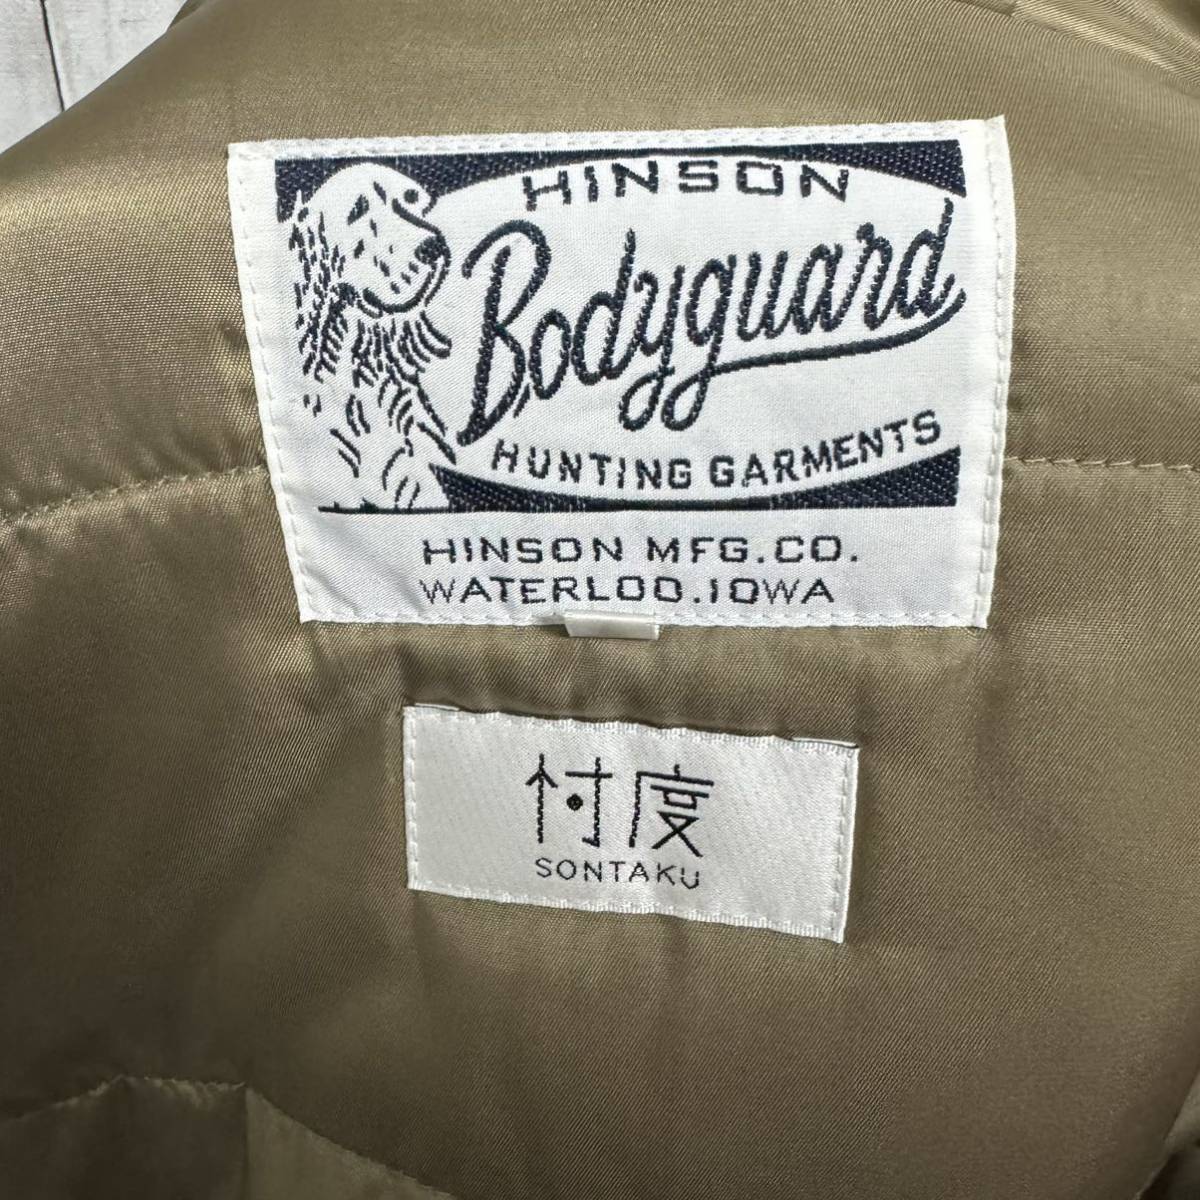 HINSON
Bodyguard
HUNTING GARMENTS
HINSON MFG.CO.
WATERLOO.IOWA
忖度
SONTAKU